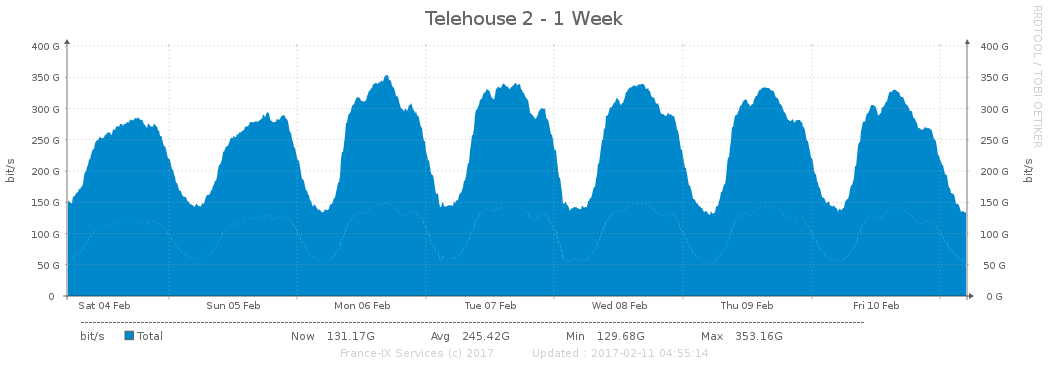 Telehouse 2 - 1 Week
RRDTOOL / TOBI OETIKER
400 G 400 G
350 G 350 G
300 G 300 G
250 G 250 G
200 G 200 G
150 G 150 G
100 G 100 G
50 G 50 G
0 0 G
bit/s bit/s
Sat 04 Feb Sun 05 Feb Mon 06 Feb Tue 07 Feb Wed 08 Feb Thu 09 Feb Fri 10 Feb
bit/s Total Now 131.17G Avg 245.42G Min 129.68G Max 353.16G
France-IX Services (c) 2017 Updated : 2017-02-11 04:55:14